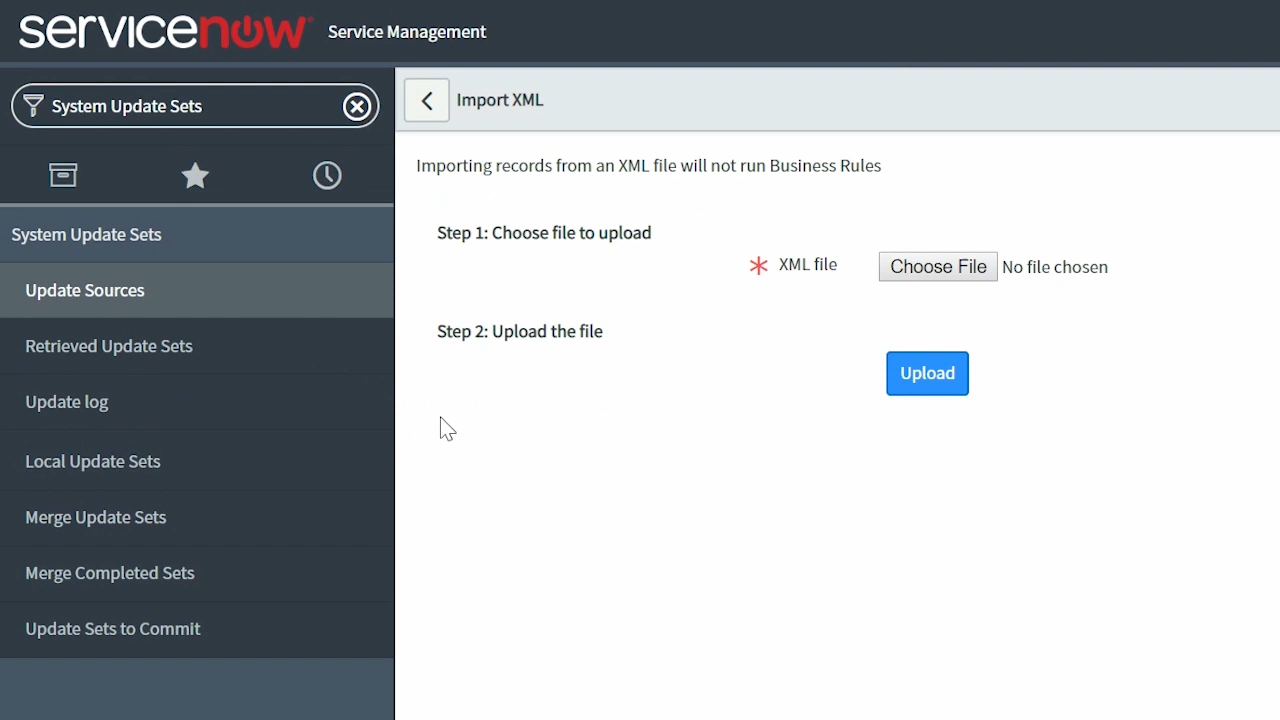 servicenow Service Management
System Update Sets
System Update Sets
Update Sources
Retrieved Update Sets
Update log
Local Update Sets
Merge Update Sets
Merge Completed Sets
Update Sets to Commit
Import XML
Importing records from an XML file will not run Business Rules
Step 1: Choose file to upload
* XML file Choose File No file chosen
Step 2: Upload the file
Upload